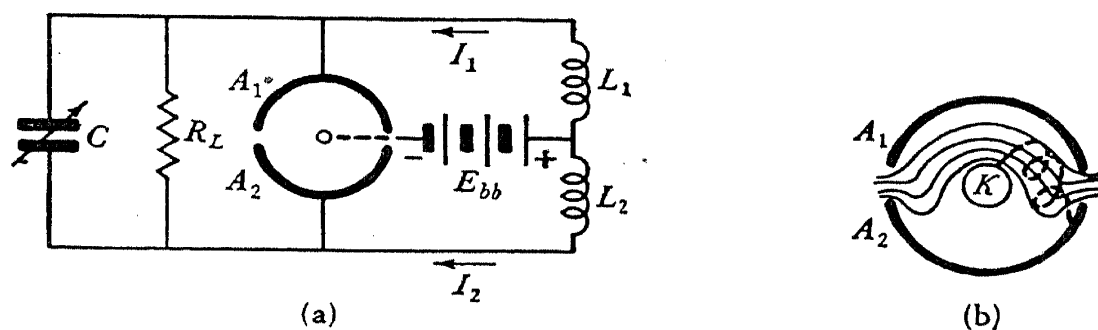 I₁
A₁
L₁
C
R_L
- +
A₂
E_bb
L₂
I₂
(a)
A₁
K
A₂
(b)